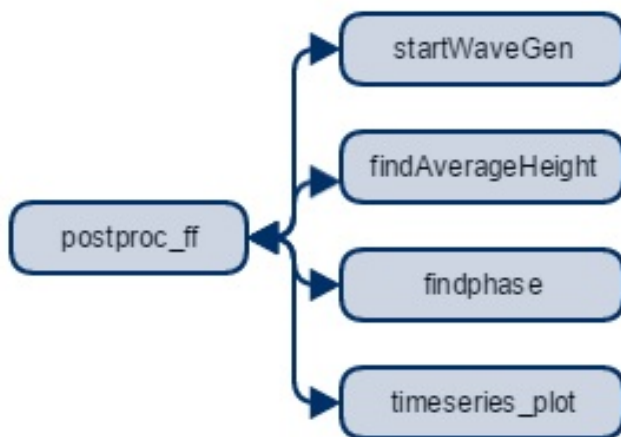 startWaveGen
findAverageHeight
postproc_ff
findphase
timeseries_plot